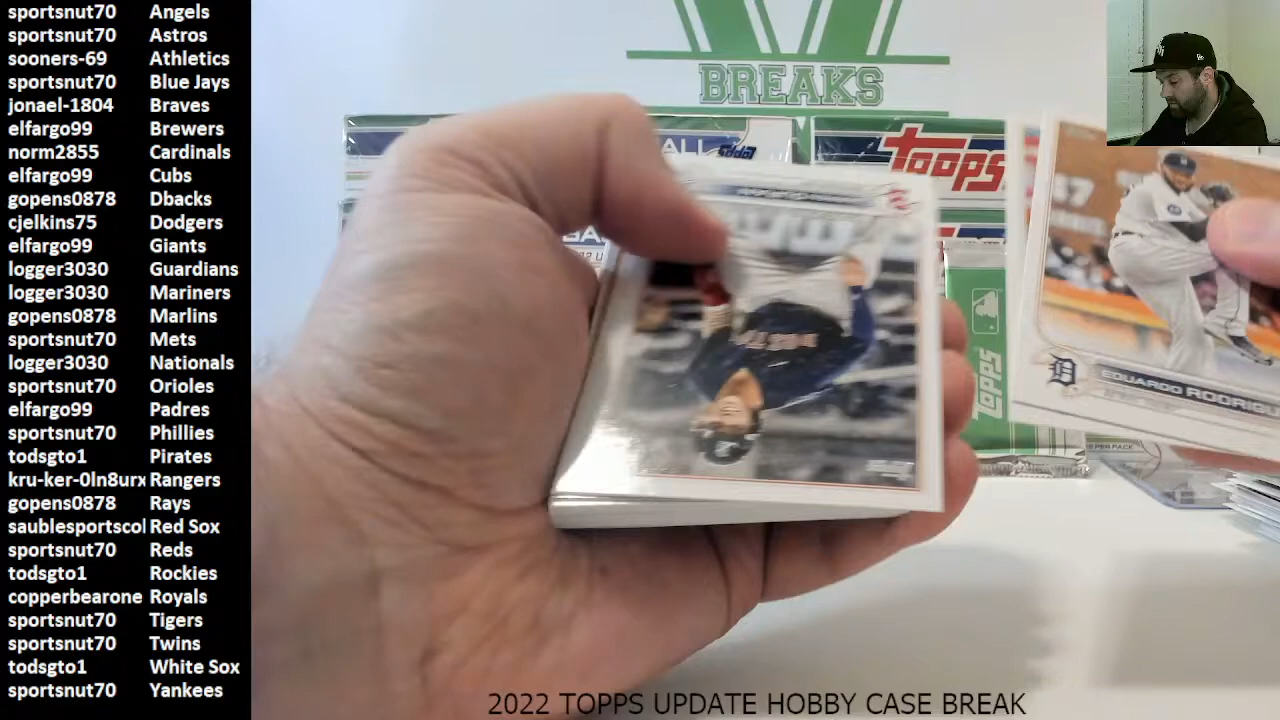 sportsnut70 Angels
sportsnut70 Astros
sooners-69 Athletics
sportsnut70 Blue Jays
jonael-1804 Braves
elfargo99 Brewers
norm2855 Cardinals
elfargo99 Cubs
gopens0878 Dbacks
cjelkins75 Dodgers
elfargo99 Giants
logger3030 Guardians
logger3030 Mariners
gopens0878 Marlins
sportsnut70 Mets
logger3030 Nationals
sportsnut70 Orioles
elfargo99 Padres
sportsnut70 Phillies
todsgto1 Pirates
kru-ker-0ln8urx Rangers
gopens0878 Rays
saublesportscol Red Sox
sportsnut70 Reds
todsgto1 Rockies
copperbearone Royals
sportsnut70 Tigers
sportsnut70 Twins
todsgto1 White Sox
sportsnut70 Yankees
V
BREAKS
Topps
topps
TOPPS
EDUARDO RODRIGU
2022 TOPPS UPDATE HOBBY CASE BREAK